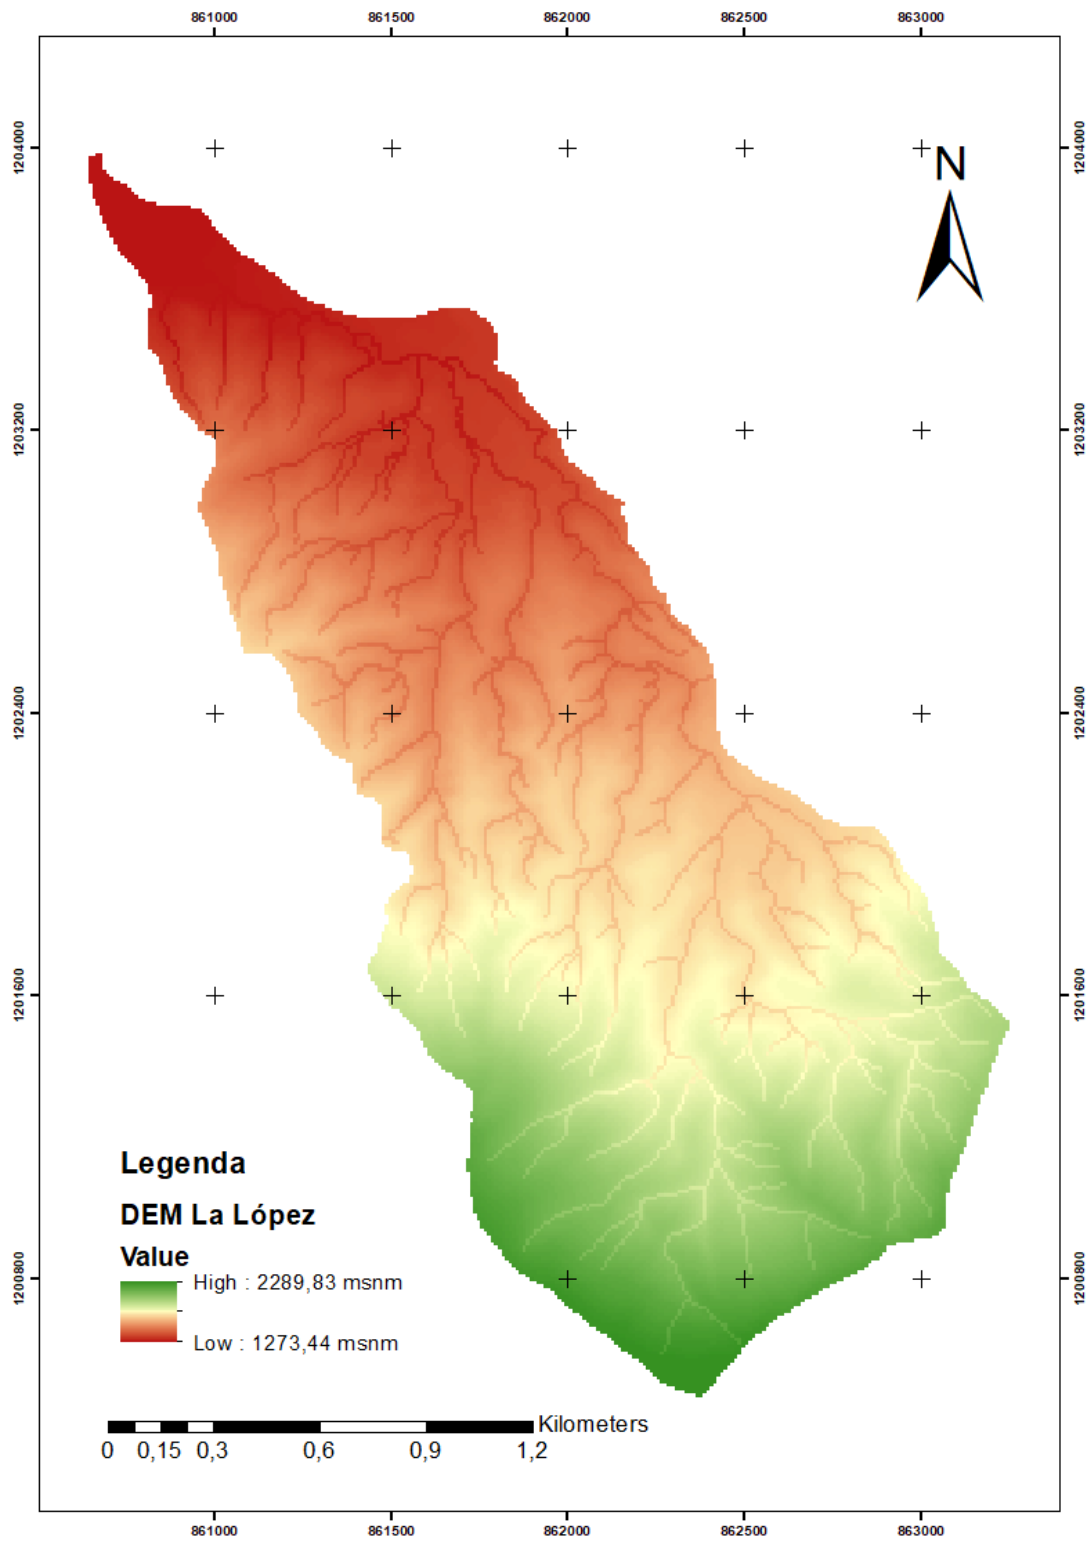 861000 861500 862000 862500 863000
1204000 1204000
N
1203200 1203200
1202400 1202400
1201600 1201600
Legenda
DEM La López
Value
High : 2289,83 msnm
Low : 1273,44 msnm
1200800 1200800
Kilometers
0 0,15 0,3 0,6 0,9 1,2
861000 861500 862000 862500 863000